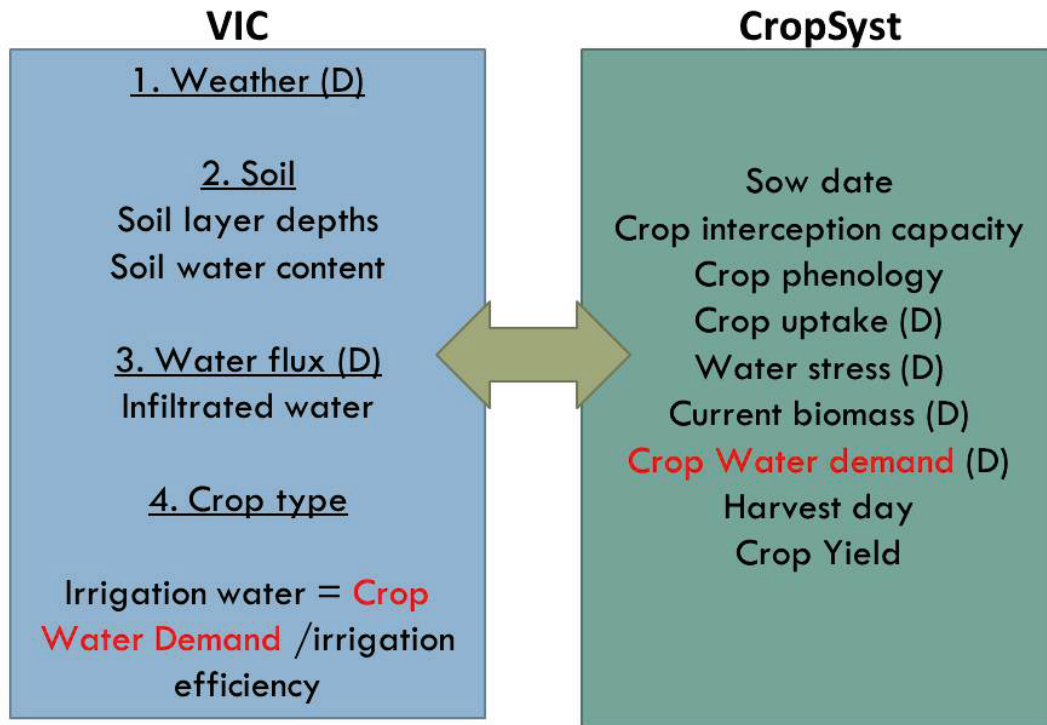 VIC
1. Weather (D)
2. Soil
Soil layer depths
Soil water content
3. Water flux (D)
Infiltrated water
4. Crop type
Irrigation water = Crop
Water Demand /irrigation
efficiency
CropSyst
Sow date
Crop interception capacity
Crop phenology
Crop uptake (D)
Water stress (D)
Current biomass (D)
Crop Water demand (D)
Harvest day
Crop Yield